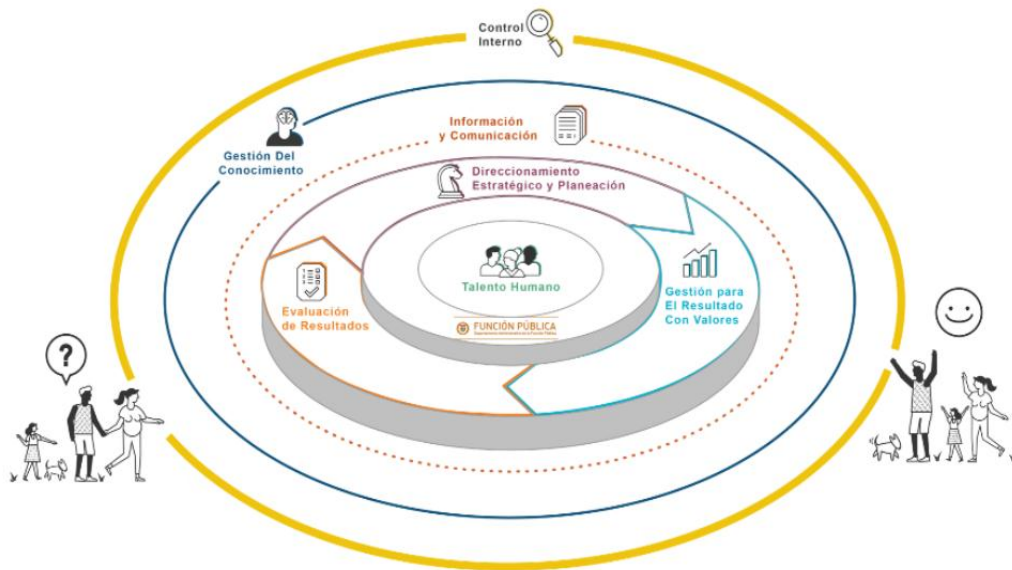 Control
Interno
Información
y Comunicación
Gestión Del
Conocimiento
Direccionamiento
Estratégico y Planeación
Talento Humano
Gestión para
El Resultado
Con Valores
Evaluación
de Resultados
FUNCIÓN PÚBLICA
?